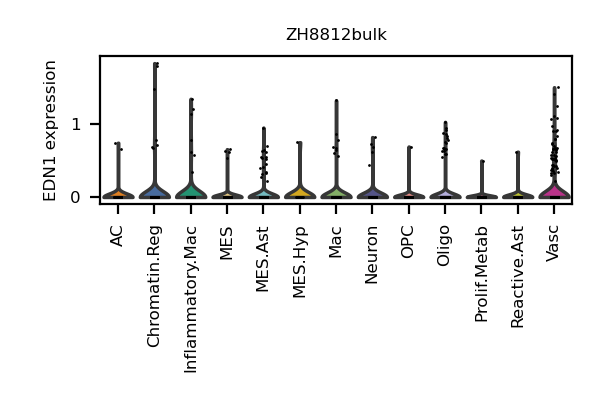 ZH8812bulk
EDN1 expression
1
0
AC
Chromatin.Reg
Inflammatory.Mac
MES
MES.Ast
MES.Hyp
Mac
Neuron
OPC
Oligo
Prolif.Metab
Reactive.Ast
Vasc